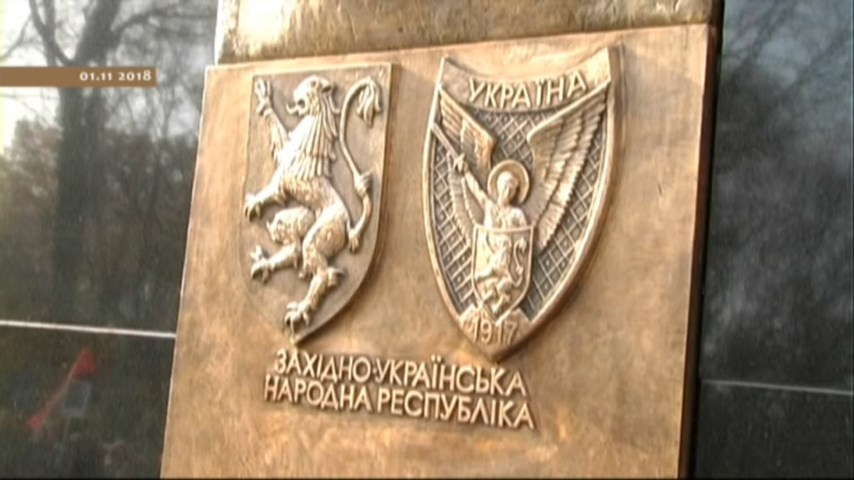 01.11 2018
УКРАЇНА
1917
ЗАХІДНО-УКРАЇНСЬКА
НАРОДНА РЕСПУБЛІКА